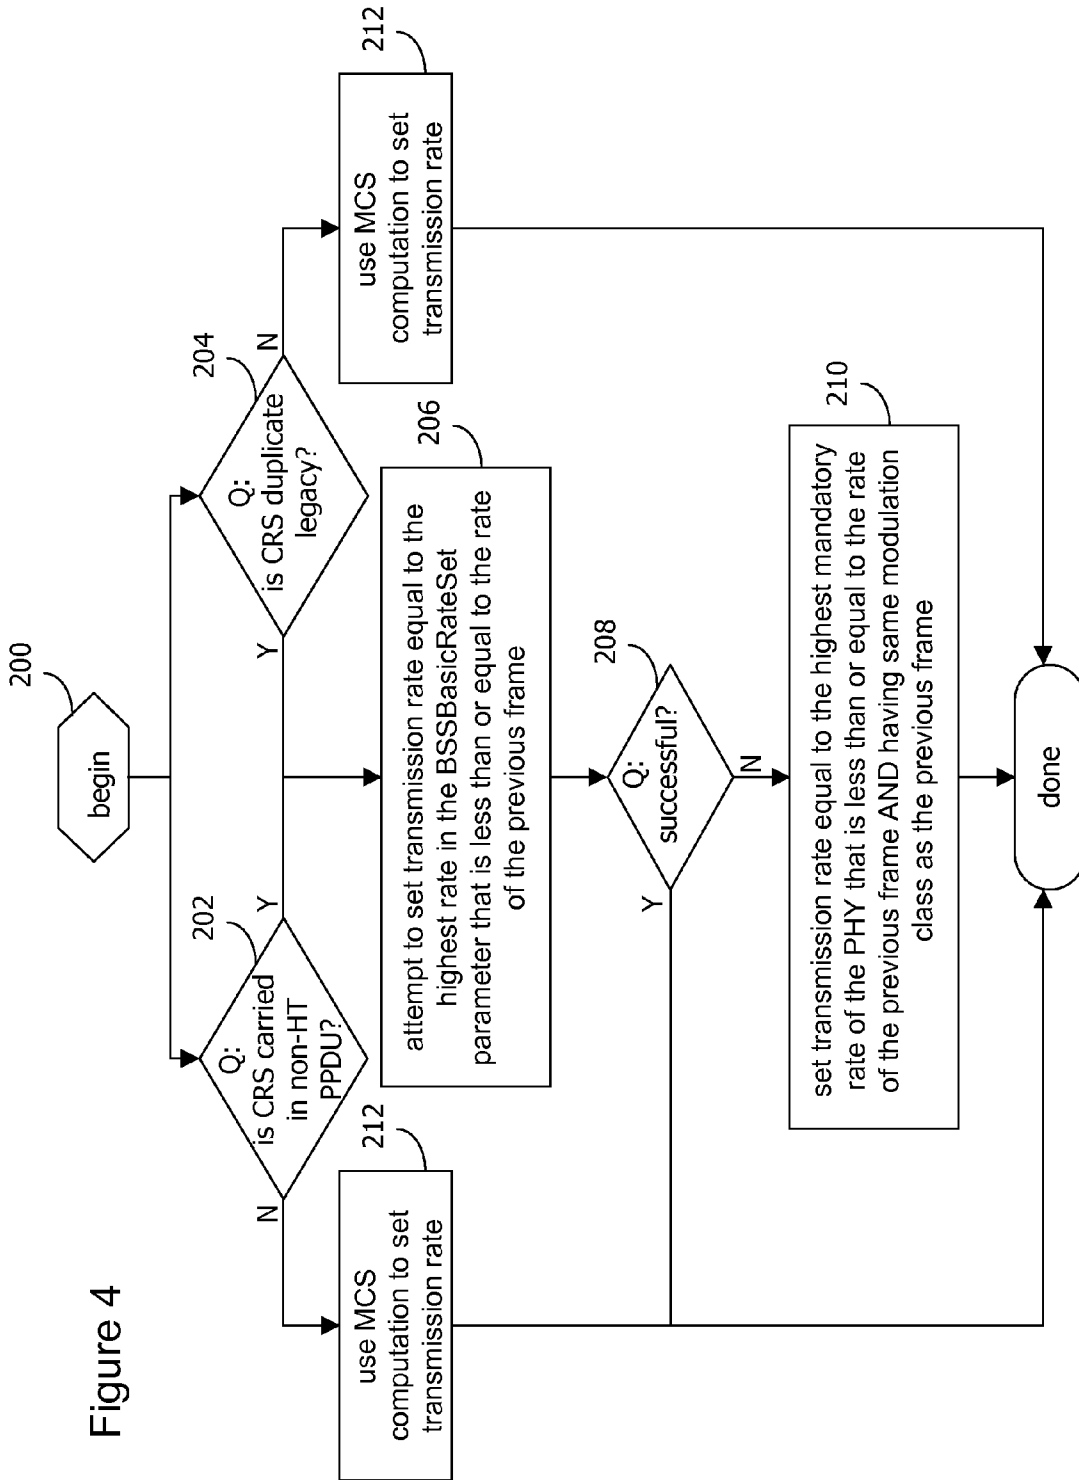 Figure 4
200
begin
202
Q:
is CRS carried
in non-HT
PPDU?
Y
N
204
Q:
is CRS duplicate
legacy?
Y
N
212
use MCS
computation to set
transmission rate
206
attempt to set transmission rate equal to the
highest rate in the BSSBasicRateSet
parameter that is less than or equal to the rate
of the previous frame
212
use MCS
computation to set
transmission rate
208
Q:
successful?
Y
N
210
set transmission rate equal to the highest mandatory
rate of the PHY that is less than or equal to the rate
of the previous frame AND having same modulation
class as the previous frame
done